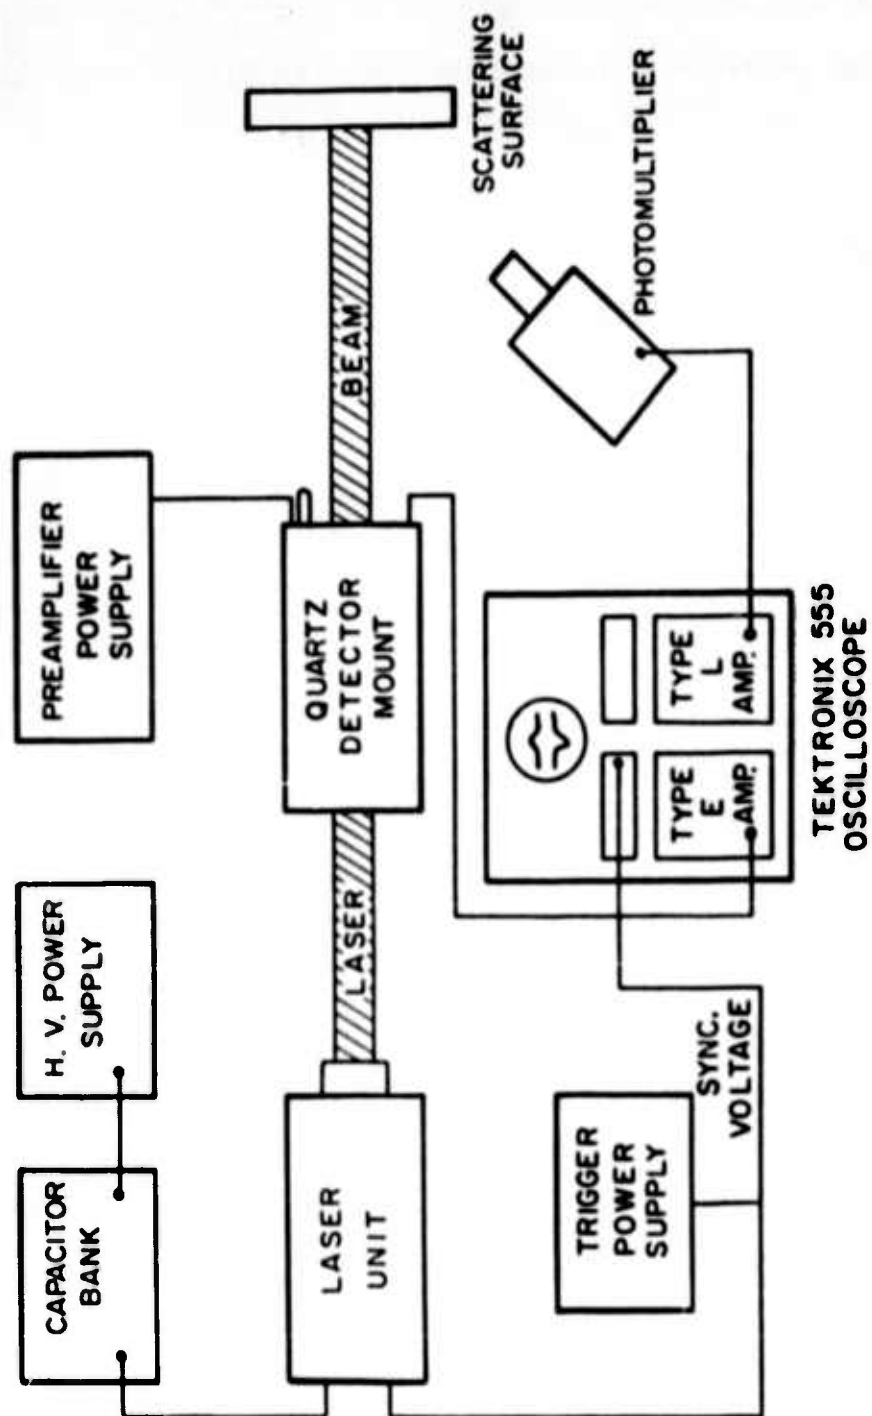 CAPACITOR
BANK
H. V. POWER
SUPPLY
PREAMPLIFIER
POWER
SUPPLY
LASER
UNIT
LASER
QUARTZ
DETECTOR
MOUNT
BEAM
SCATTERING
SURFACE
TRIGGER
POWER
SUPPLY
SYNC.
VOLTAGE
TYPE
E
AMP.
TYPE
L
AMP.
TEKTRONIX 555
OSCILLOSCOPE
PHOTOMULTIPLIER